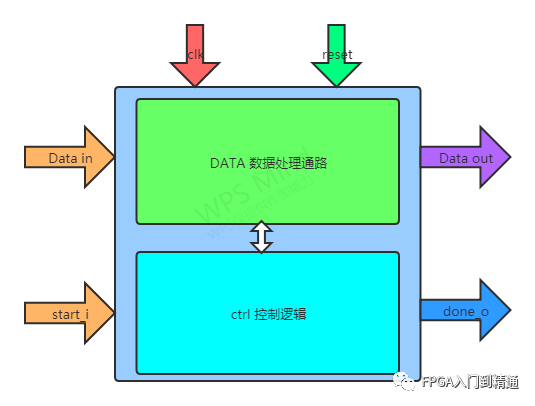 clk
reset
Data in
DATA 数据处理通路
Data out
WPS Mind
start_i
ctrl 控制逻辑
done_o
FPGA入门到精通